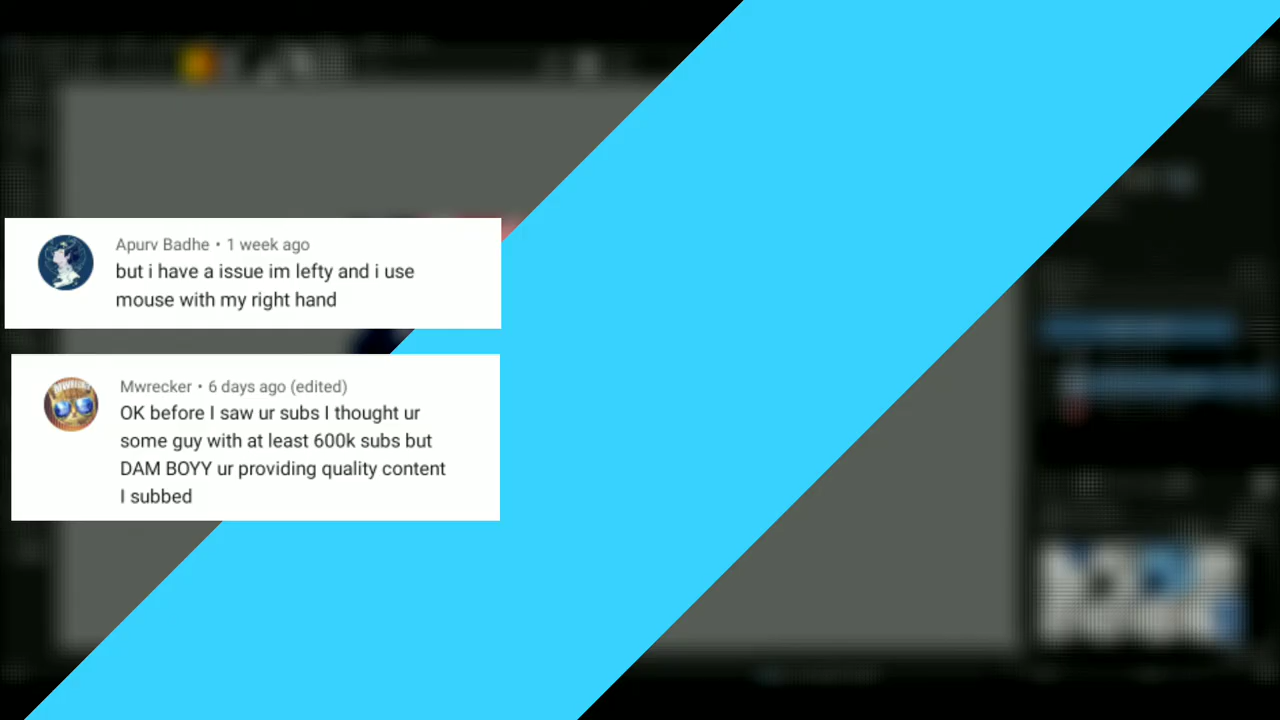 Apurv Badhe • 1 week ago
but i have a issue im lefty and i use
mouse with my right hand
Mwrecker • 6 days ago (edited)
OK before I saw ur subs I thought ur
some guy with at least 600k subs but
DAM BOYY ur providing quality content
I subbed